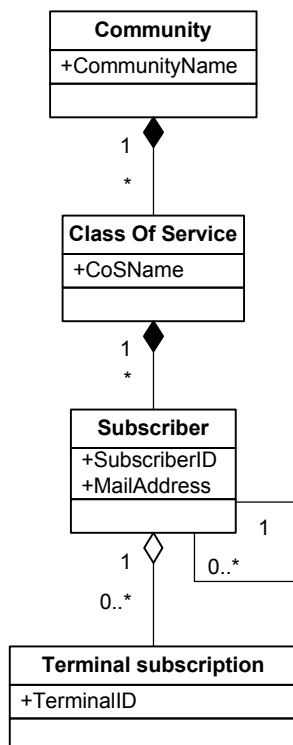 Community
+CommunityName
1
*
Class Of Service
+CoSName
1
*
Subscriber
+SubscriberID
+MailAddress
1
1
0..*
0..*
Terminal subscription
+TerminalID